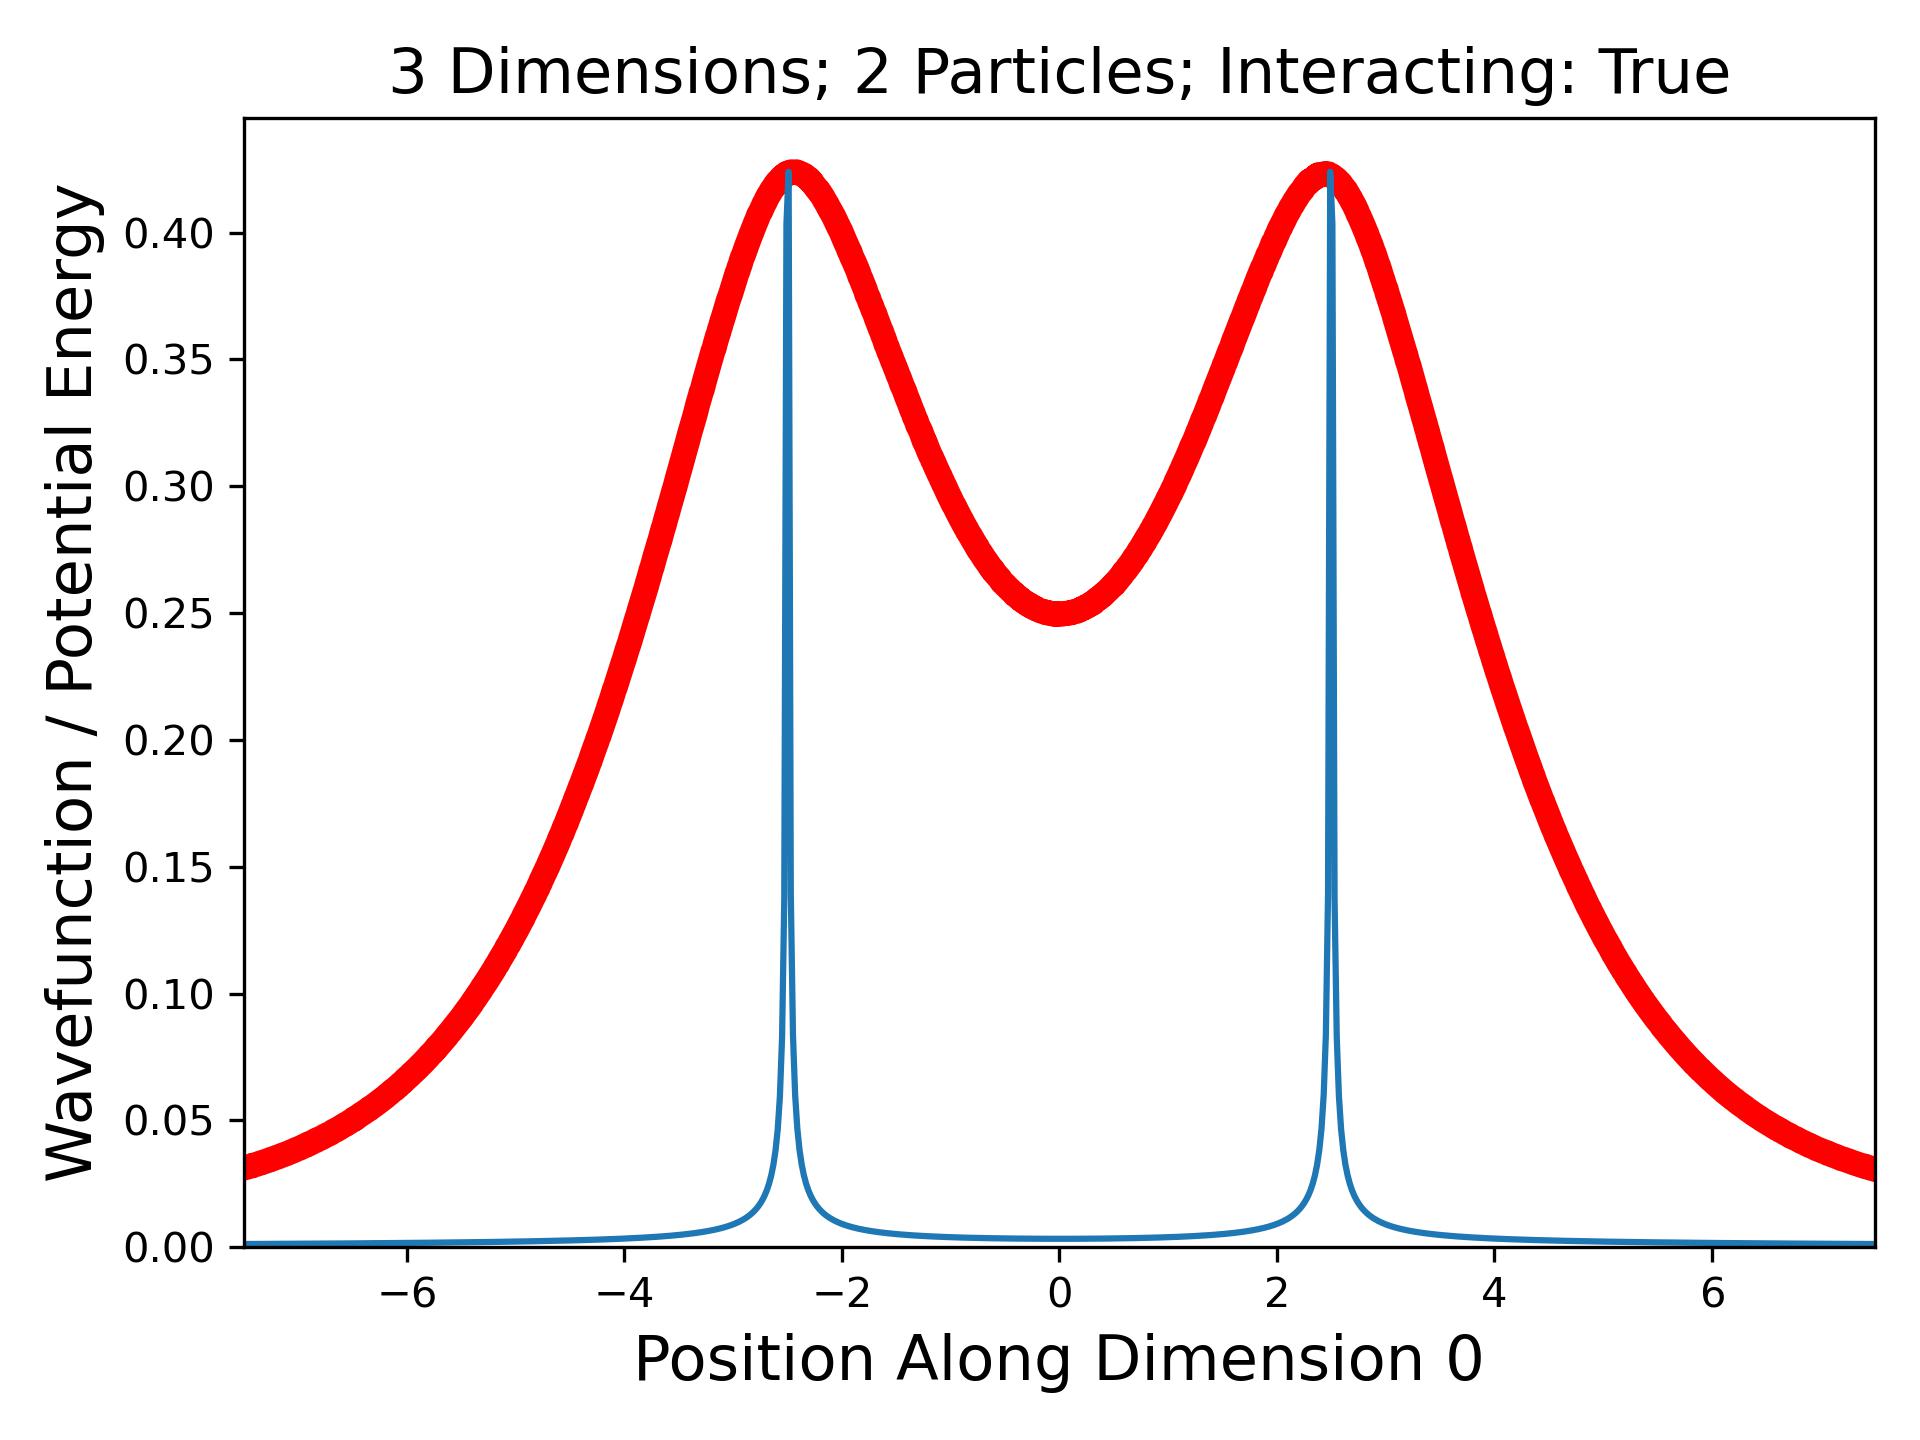 3 Dimensions; 2 Particles; Interacting: True
Wavefunction / Potential Energy
0.40
0.35
0.30
0.25
0.20
0.15
0.10
0.05
0.00
−6 −4 −2 0 2 4 6
Position Along Dimension 0